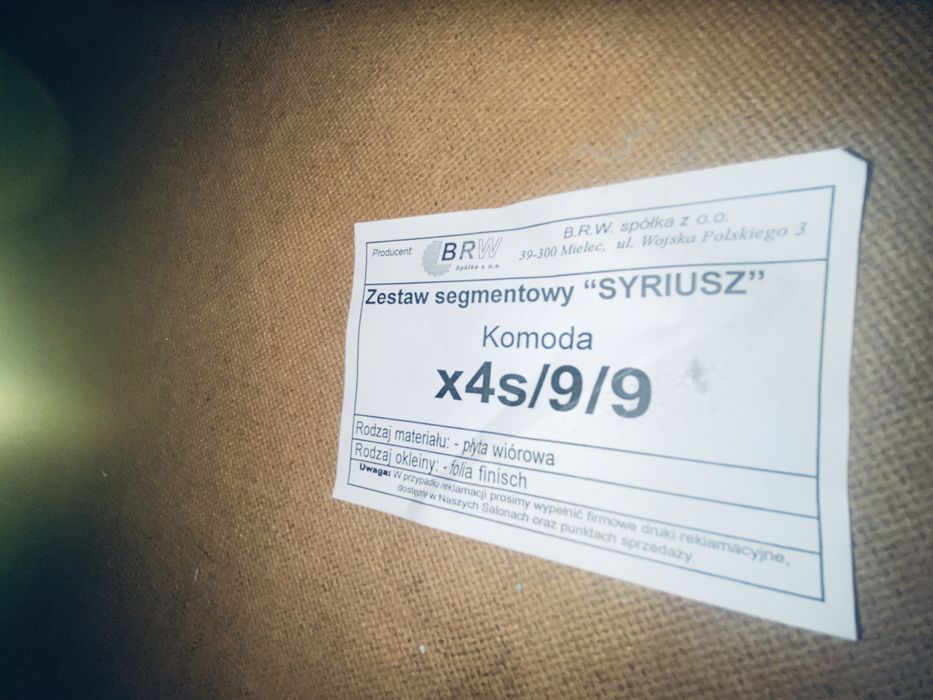 Producent: BRW Spółka z o.o. B.R.W. spółka z o.o.
39-300 Mielec, ul. Wojska Polskiego 3
Zestaw segmentowy “SYRIUSZ”
Komoda
x4s/9/9
Rodzaj materiału: - płyta wiórowa
Rodzaj okleiny: - folia finisch
Uwaga: W przypadku reklamacji prosimy wypełnić firmowe druki reklamacyjne,
dostępne w Naszych Salonach oraz punktach sprzedaży.